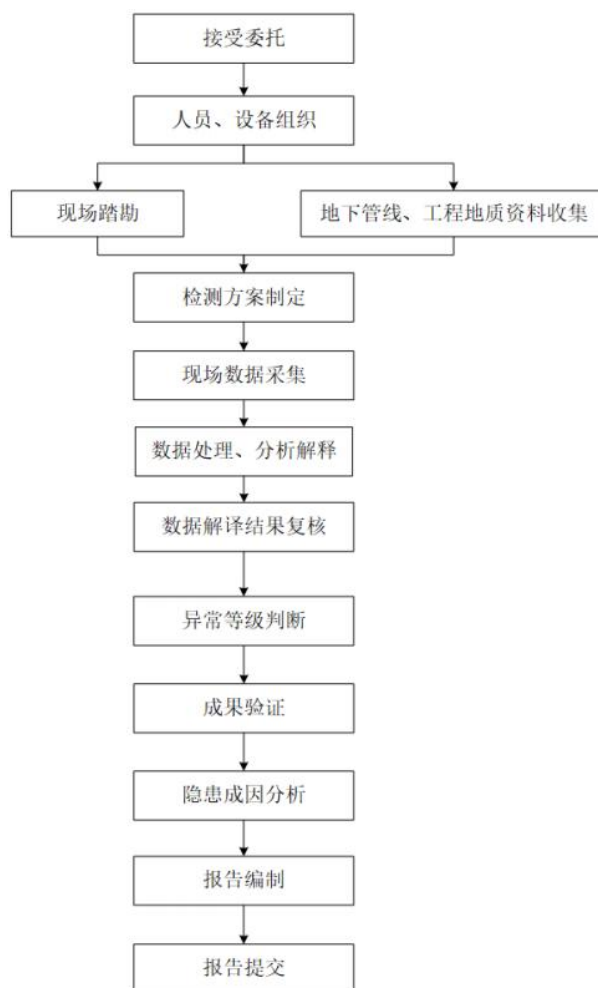 接受委托
人员、设备组织
现场踏勘
地下管线、工程地质资料收集
检测方案制定
现场数据采集
数据处理、分析解释
数据解译结果复核
异常等级判断
成果验证
隐患成因分析
报告编制
报告提交